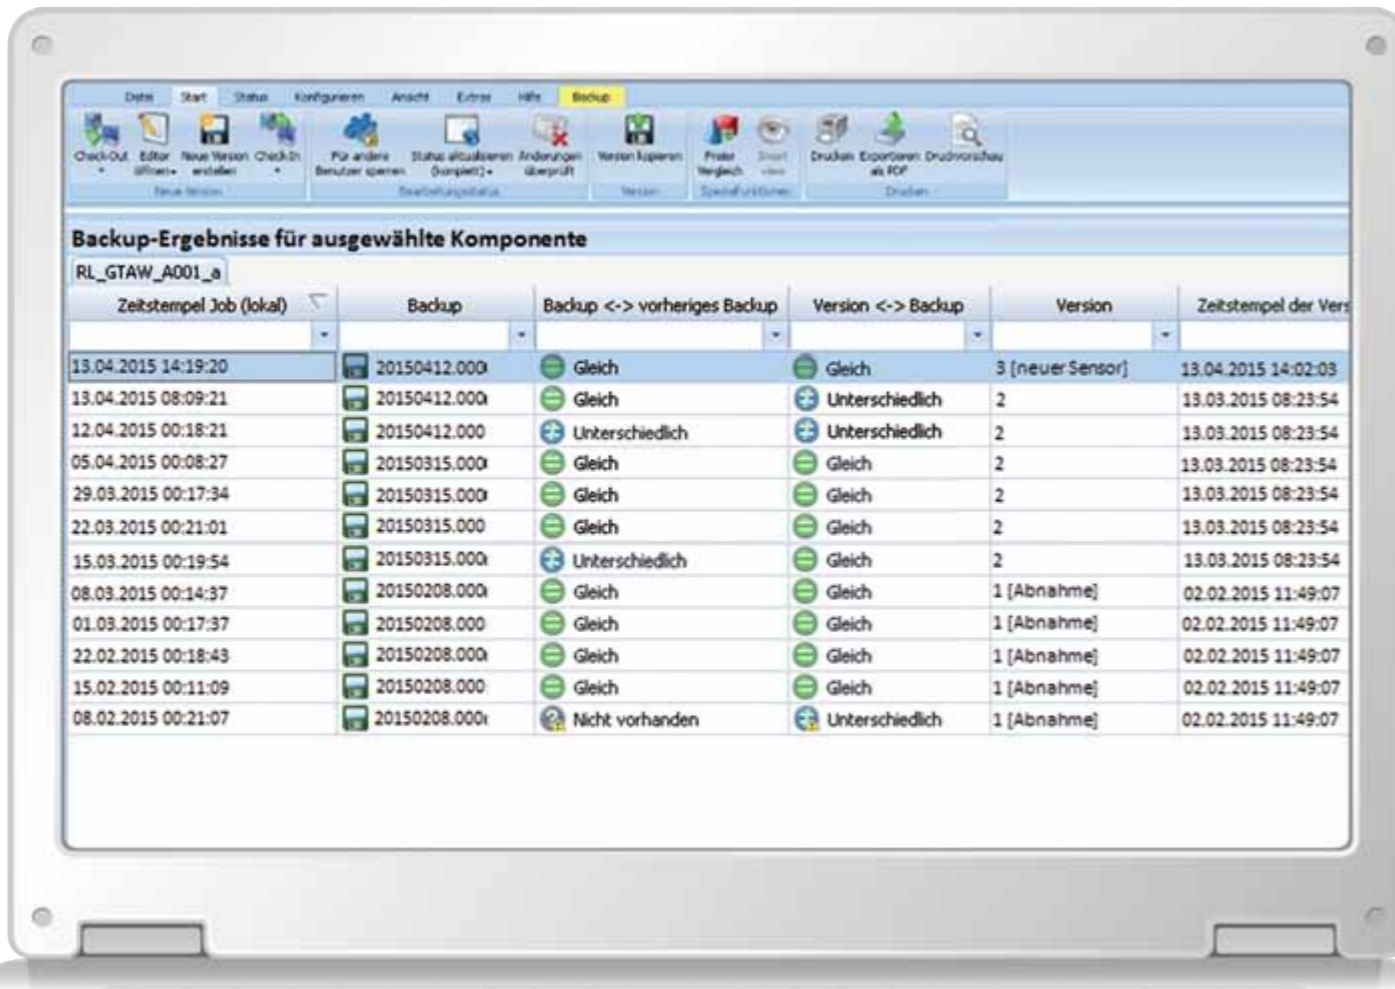 Datei Start Status Konfigurieren Ansicht Extras Hilfe Backup
Check-Out Editor öffnen Neue Version erstellen Check-In Für andere Benutzer sperren Status aktualisieren (komplett) Änderungen überprüft Version kopieren Freier Vergleich Smart view Drucken Exportieren als PDF Druckvorschau
Neue Version Bearbeitungsstatus Version Spezialfunktionen Drucken
Backup-Ergebnisse für ausgewählte Komponente
RL_GTAW_A001_a
Zeitstempel Job (lokal) Backup Backup <-> vorheriges Backup Version <-> Backup Version Zeitstempel der Vers
13.04.2015 14:19:20 20150412.000 Gleich Gleich 3 [neuer Sensor] 13.04.2015 14:02:03
13.04.2015 08:09:21 20150412.000 Gleich Unterschiedlich 2 13.03.2015 08:23:54
12.04.2015 00:18:21 20150412.000 Unterschiedlich Unterschiedlich 2 13.03.2015 08:23:54
05.04.2015 00:08:27 20150315.000 Gleich Gleich 2 13.03.2015 08:23:54
29.03.2015 00:17:34 20150315.000 Gleich Gleich 2 13.03.2015 08:23:54
22.03.2015 00:21:01 20150315.000 Gleich Gleich 2 13.03.2015 08:23:54
15.03.2015 00:19:54 20150315.000 Unterschiedlich Gleich 2 13.03.2015 08:23:54
08.03.2015 00:14:37 20150208.000 Gleich Gleich 1 [Abnahme] 02.02.2015 11:49:07
01.03.2015 00:17:37 20150208.000 Gleich Gleich 1 [Abnahme] 02.02.2015 11:49:07
22.02.2015 00:18:43 20150208.000 Gleich Gleich 1 [Abnahme] 02.02.2015 11:49:07
15.02.2015 00:11:09 20150208.000 Gleich Gleich 1 [Abnahme] 02.02.2015 11:49:07
08.02.2015 00:21:07 20150208.000 Nicht vorhanden Unterschiedlich 1 [Abnahme] 02.02.2015 11:49:07